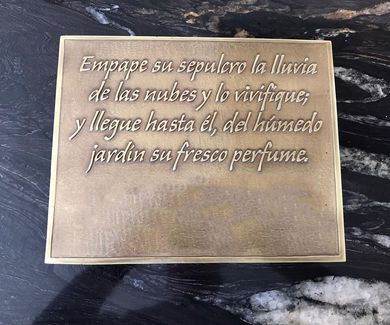 Empape su sepulcro la lluvia
de las nubes y lo vivifique;
y llegue hasta él, del húmedo
jardín su fresco perfume.